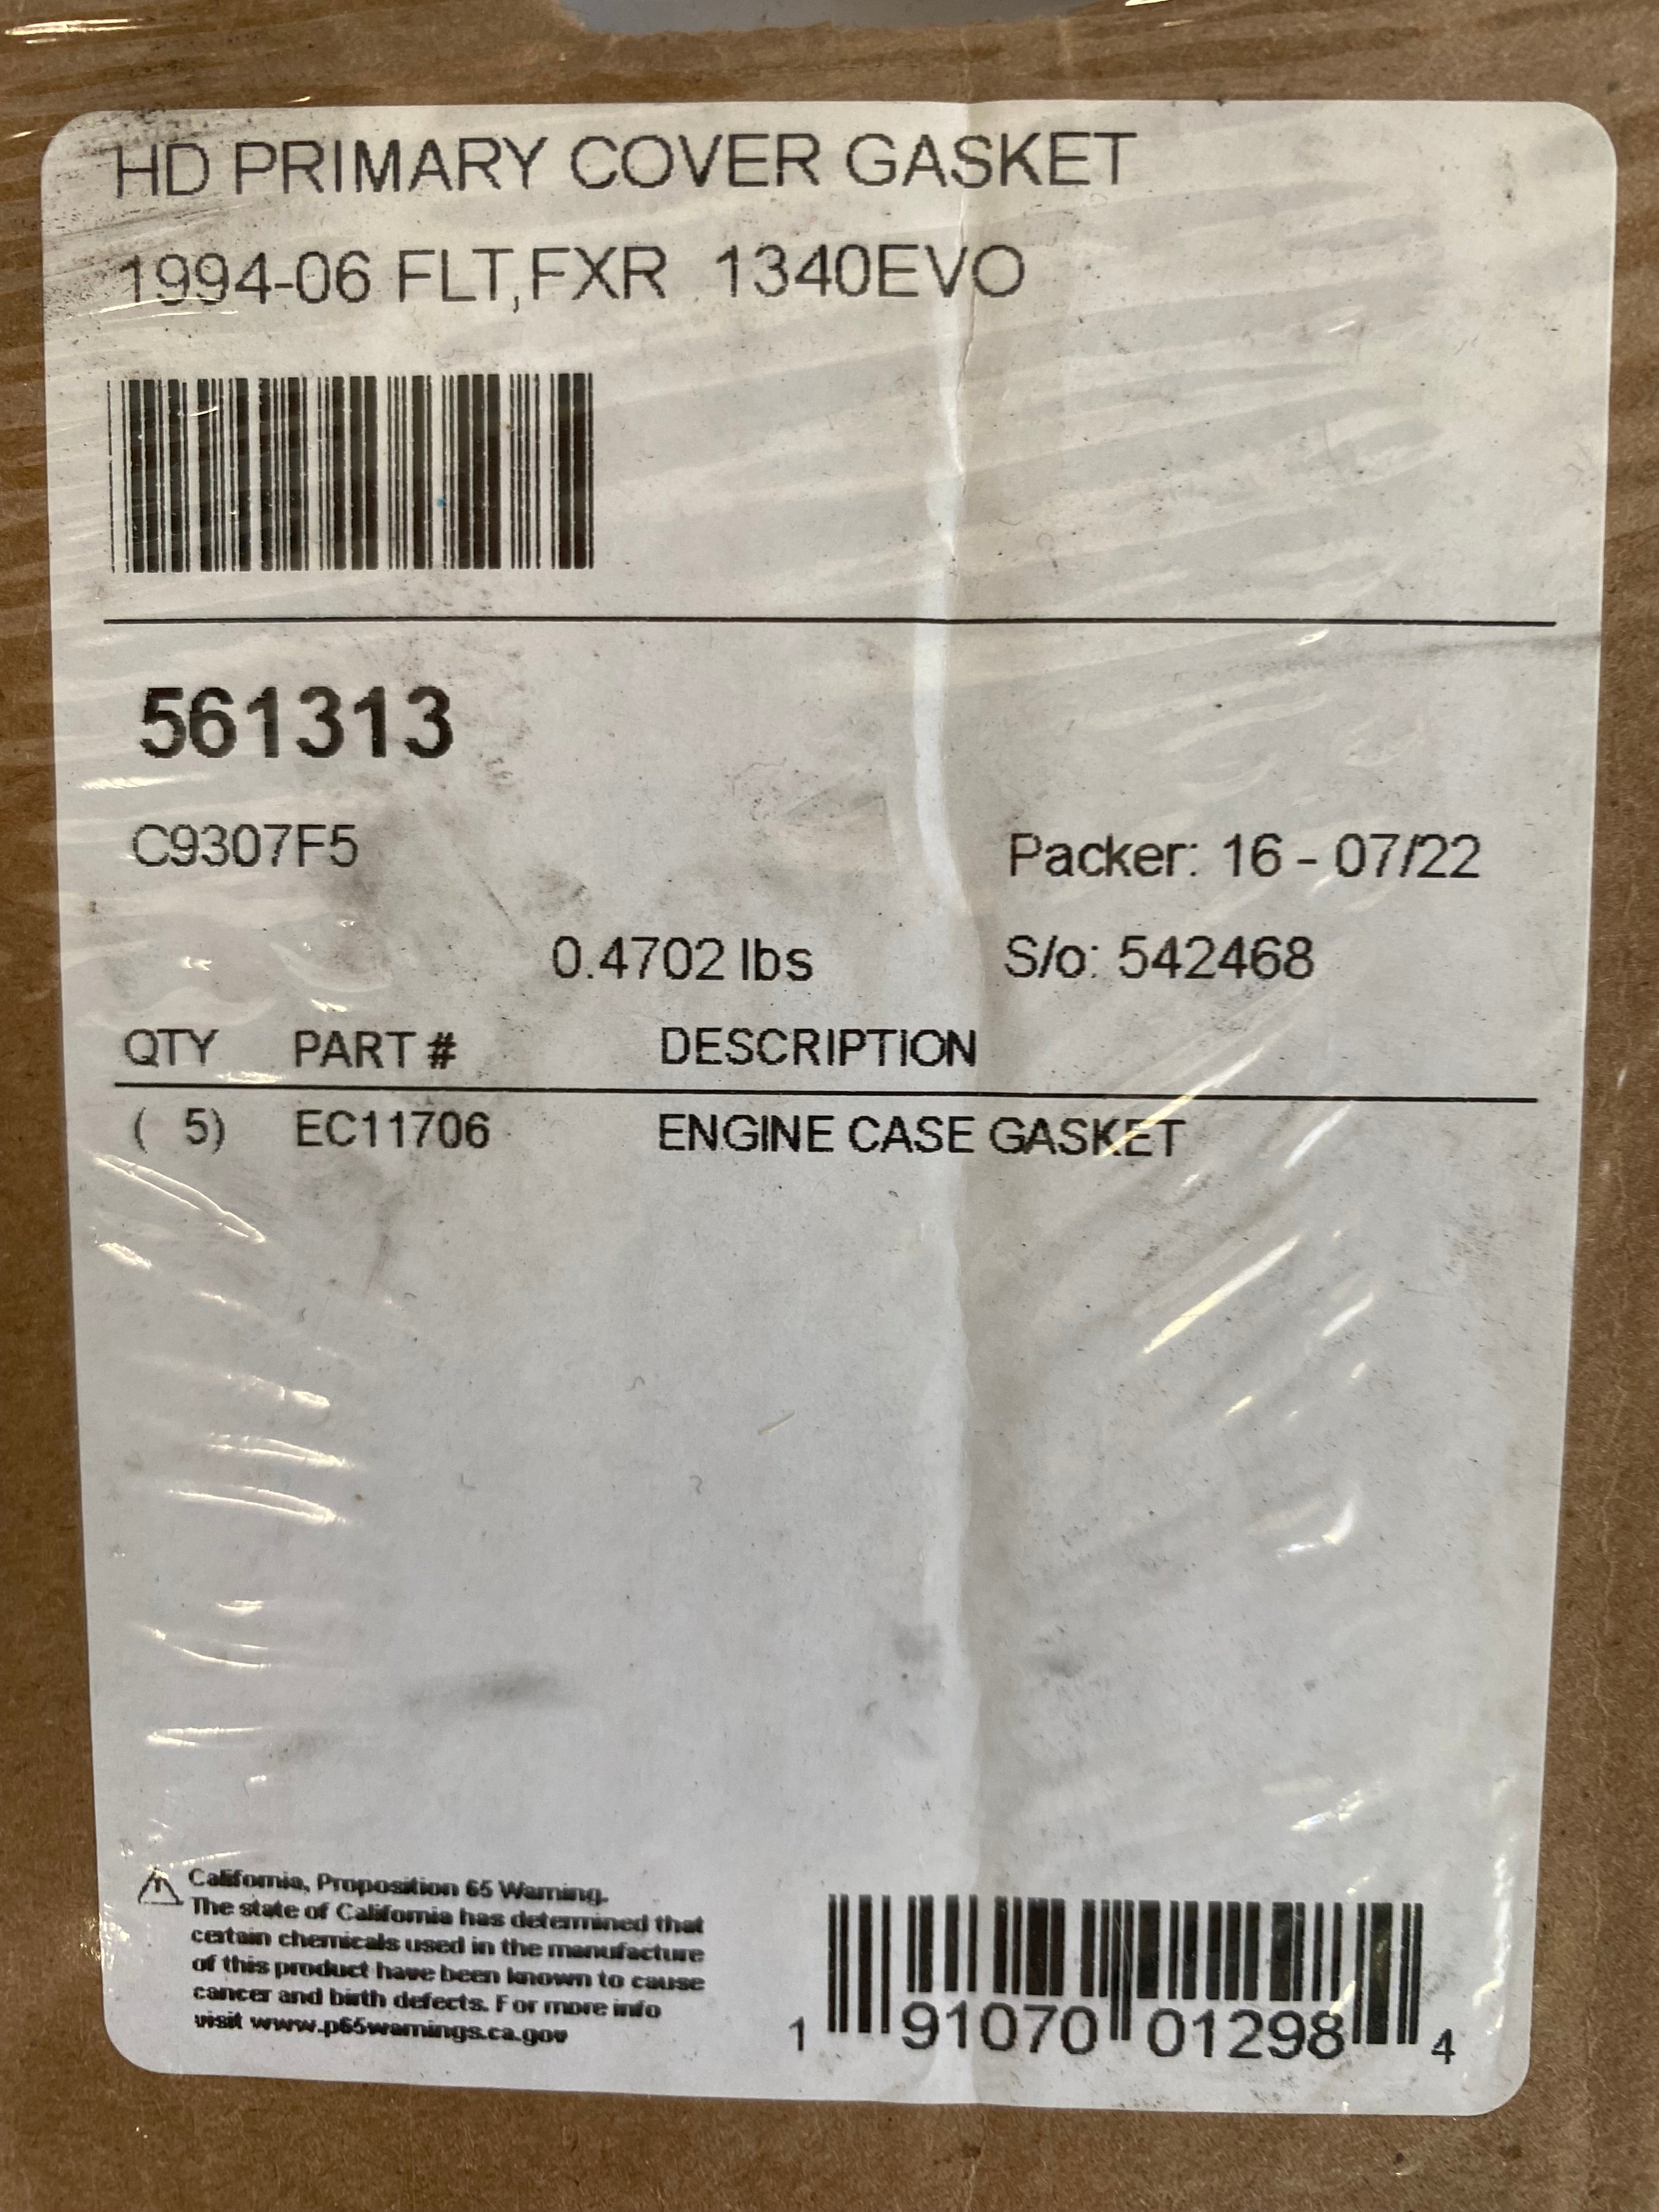 HD PRIMARY COVER GASKET
1994-06 FLT,FXR 1340EVO
561313
C9307F5
Packer: 16 - 07/22
0.4702 lbs
S/o: 542468
QTY PART # DESCRIPTION
( 5) EC11706 ENGINE CASE GASKET
California, Proposition 65 Warning.
The state of California has determined that
certain chemicals used in the manufacture
of this product have been known to cause
cancer and birth defects. For more info
visit www.p65warnings.ca.gov
1 91070 01298 4